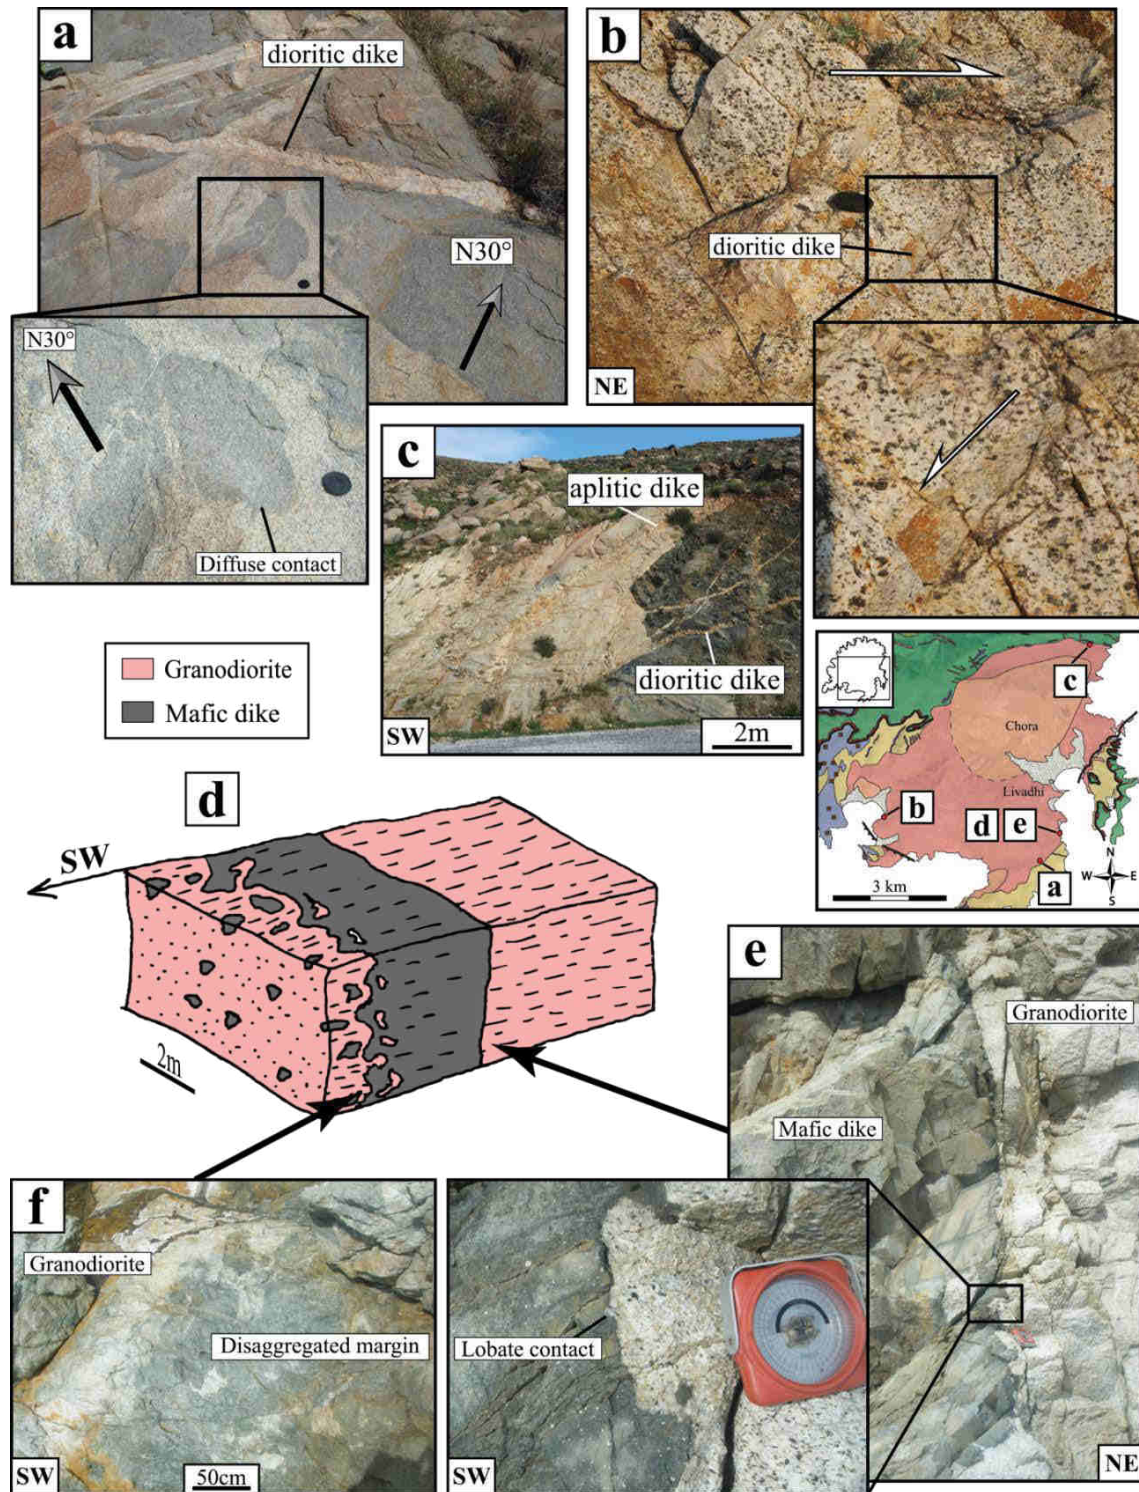 a
dioritic dike
N30°
N30°
Diffuse contact
b
dioritic dike
NE
c
aplitic dike
dioritic dike
SW
2m
Granodiorite
Mafic dike
Chora
Livadhi
c
b
d
e
a
3 km
N
W
E
S
d
SW
2m
e
Granodiorite
Mafic dike
NE
f
Granodiorite
Disaggregated margin
SW
50cm
Lobate contact
SW